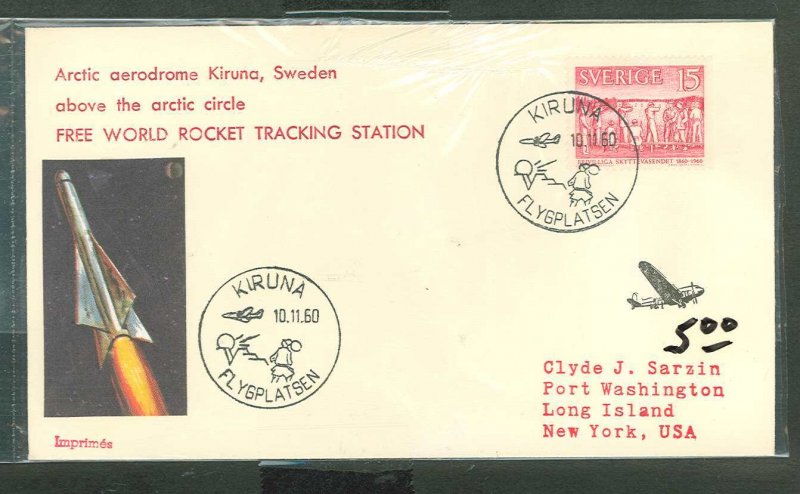 Arctic aerodrome Kiruna, Sweden
above the arctic circle
FREE WORLD ROCKET TRACKING STATION
SVERIGE 15
FRIVILLIGA SKYTTEVÄSENDET 1860-1960
KIRUNA
10.11.60
FLYGPLATSEN
KIRUNA
10.11.60
FLYGPLATSEN
5.00
Clyde J. Sarzin
Port Washington
Long Island
New York, USA
Imprimés